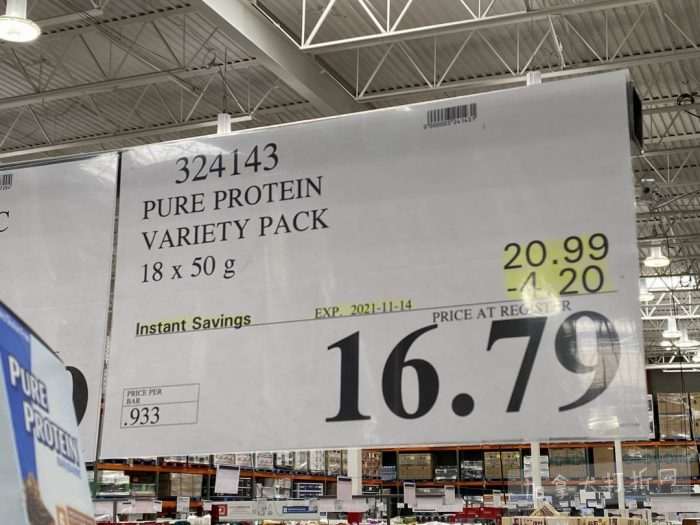 324143
PURE PROTEIN
VARIETY PACK
18 x 50 g
20.99
-4.20
Instant Savings
EXP. 2021-11-14
PRICE AT REGISTER
16.79
PRICE PER
BAR
.933
C
PURE
PROTEIN